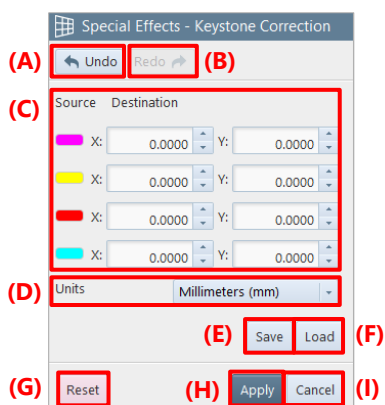 Special Effects - Keystone Correction
(A) Undo Redo (B)
(C) Source Destination
X: 0.0000 Y: 0.0000
X: 0.0000 Y: 0.0000
X: 0.0000 Y: 0.0000
X: 0.0000 Y: 0.0000
(D) Units Millimeters (mm)
(E) Save Load (F)
(G) Reset (H) Apply Cancel (I)